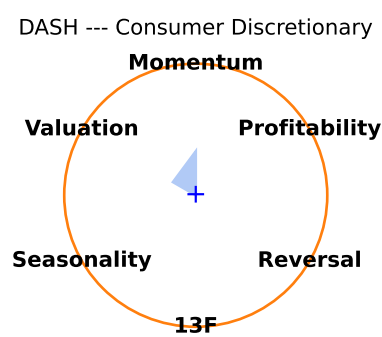 DASH --- Consumer Discretionary
Momentum
Valuation
Profitability
Seasonality
Reversal
13F